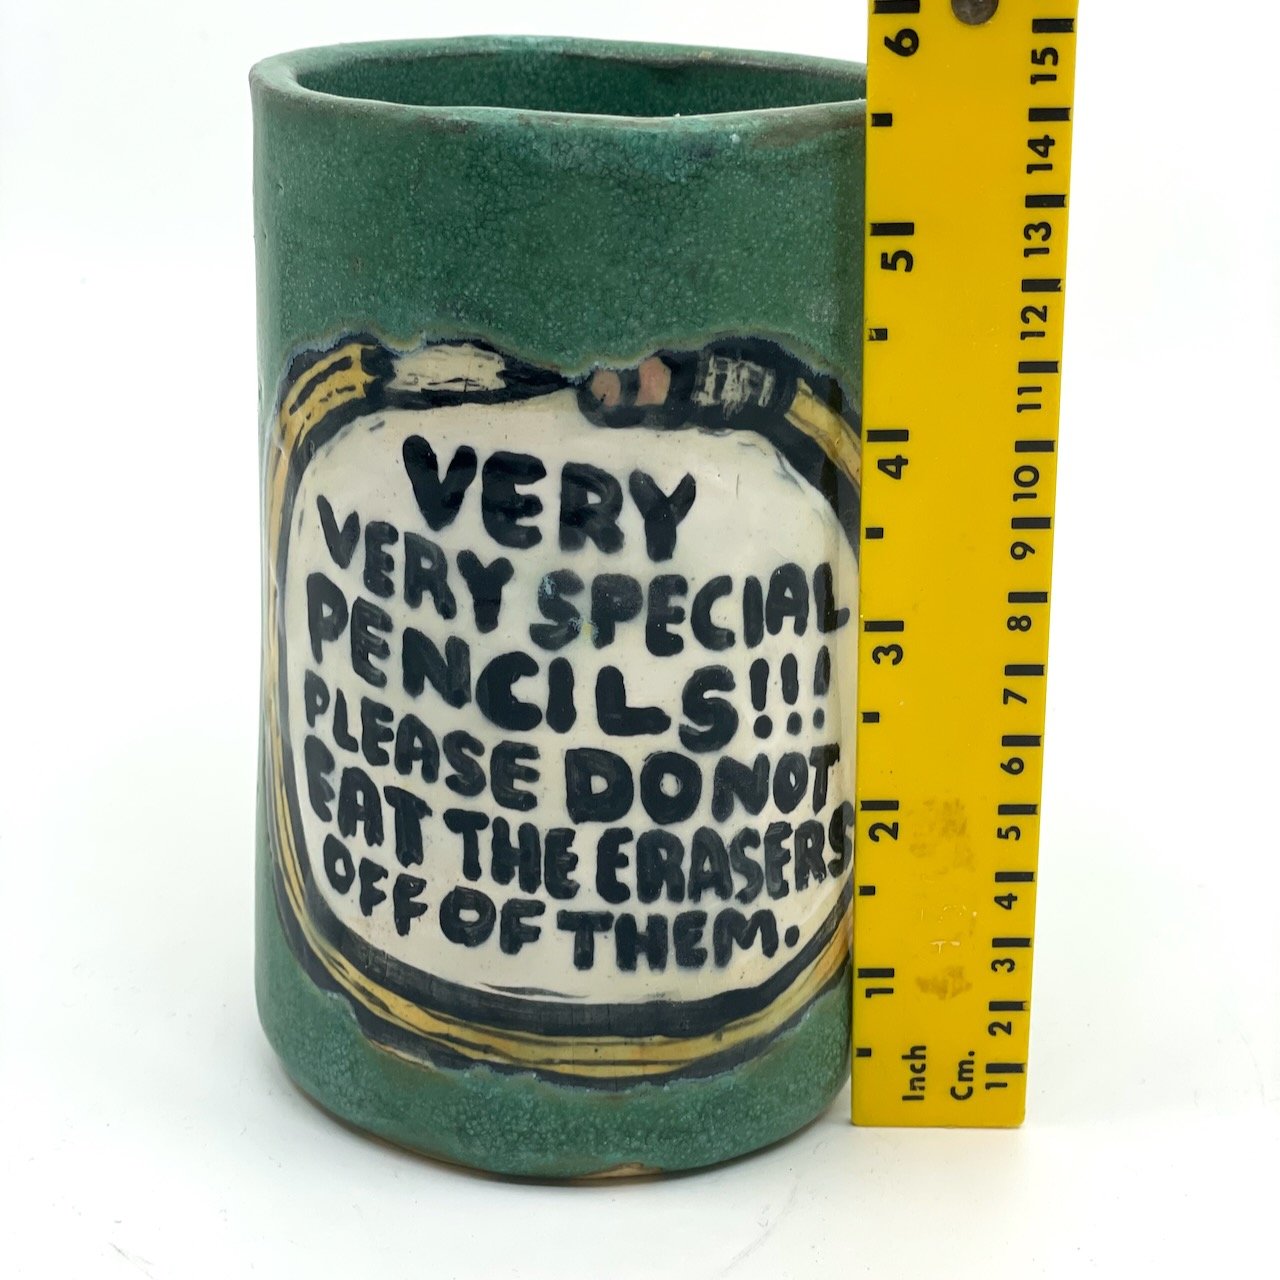 VERY
VERY SPECIAL
PENCILS!!!
PLEASE DO NOT
EAT THE ERASERS
OFF OF THEM.
6
5
4
3
2
1
Inch
15
14
13
12
11
10
9
8
7
6
5
4
3
2
1
Cm.